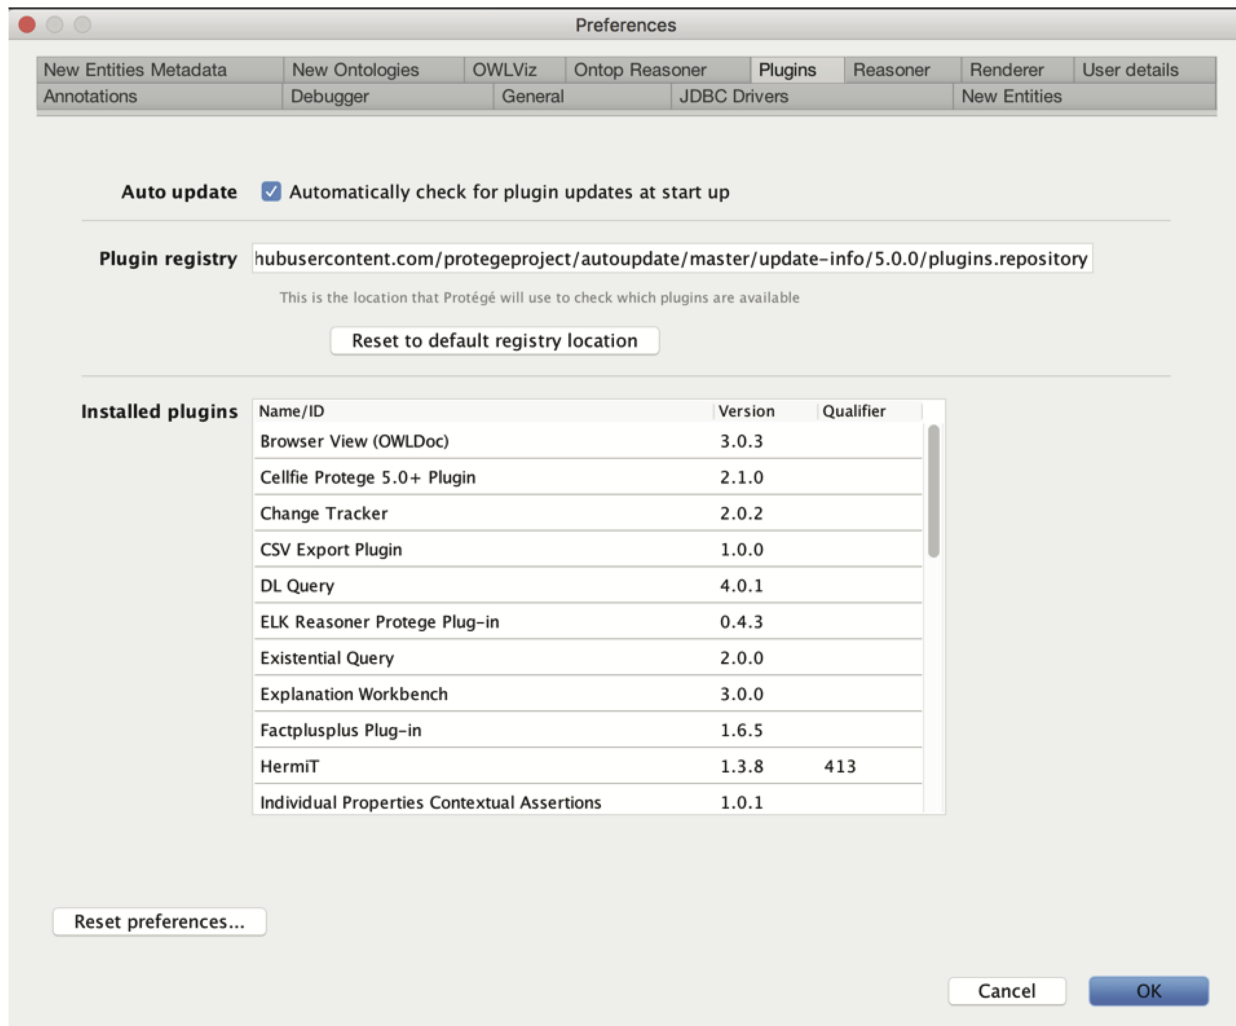 Preferences
New Entities Metadata New Ontologies OWLViz Ontop Reasoner Plugins Reasoner Renderer User details
Annotations Debugger General JDBC Drivers New Entities
Auto update Automatically check for plugin updates at start up
Plugin registry hubusercontent.com/protegeproject/autoupdate/master/update-info/5.0.0/plugins.repository
This is the location that Protégé will use to check which plugins are available
Reset to default registry location
Installed plugins Name/ID Version Qualifier
Browser View (OWLDoc) 3.0.3
Cellfie Protege 5.0+ Plugin 2.1.0
Change Tracker 2.0.2
CSV Export Plugin 1.0.0
DL Query 4.0.1
ELK Reasoner Protege Plug-in 0.4.3
Existential Query 2.0.0
Explanation Workbench 3.0.0
Factplusplus Plug-in 1.6.5
HermiT 1.3.8 413
Individual Properties Contextual Assertions 1.0.1
Reset preferences...
Cancel OK